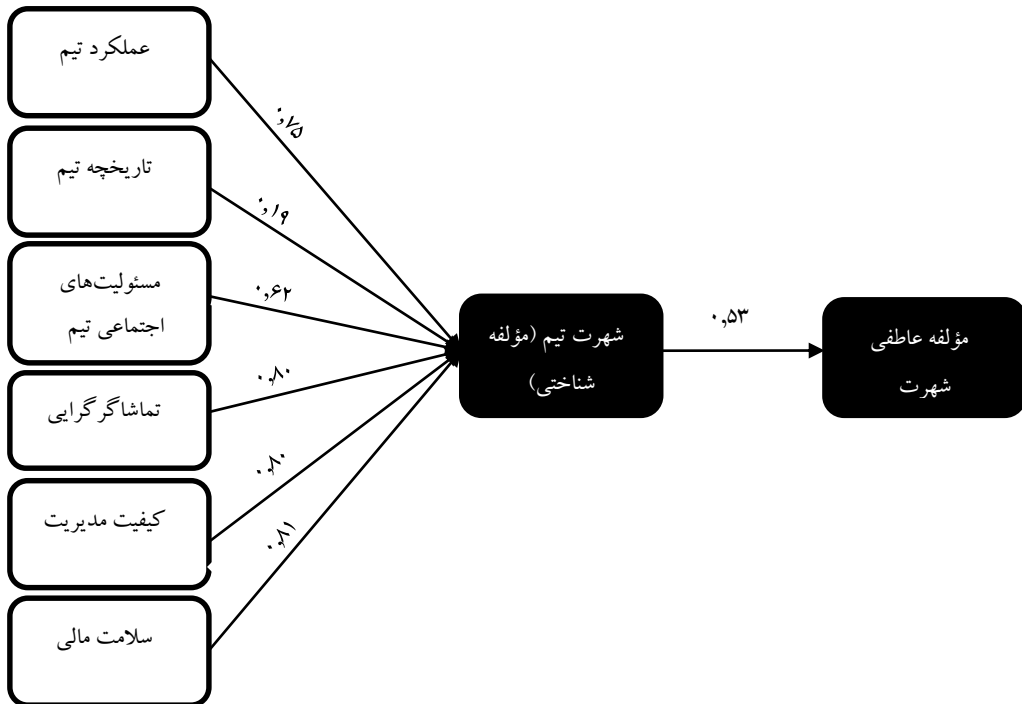 عملکرد تیم
۰,۷۵
تاریخچه تیم
۰,۱۹
مسئولیت‌های
اجتماعی تیم
۰,۶۲
تماشاگرگرایی
۰,۸۰
کیفیت مدیریت
۰,۸۰
سلامت مالی
۰,۸۱
شهرت تیم (مؤلفه
شناختی)
۰,۵۳
مؤلفه عاطفی
شهرت